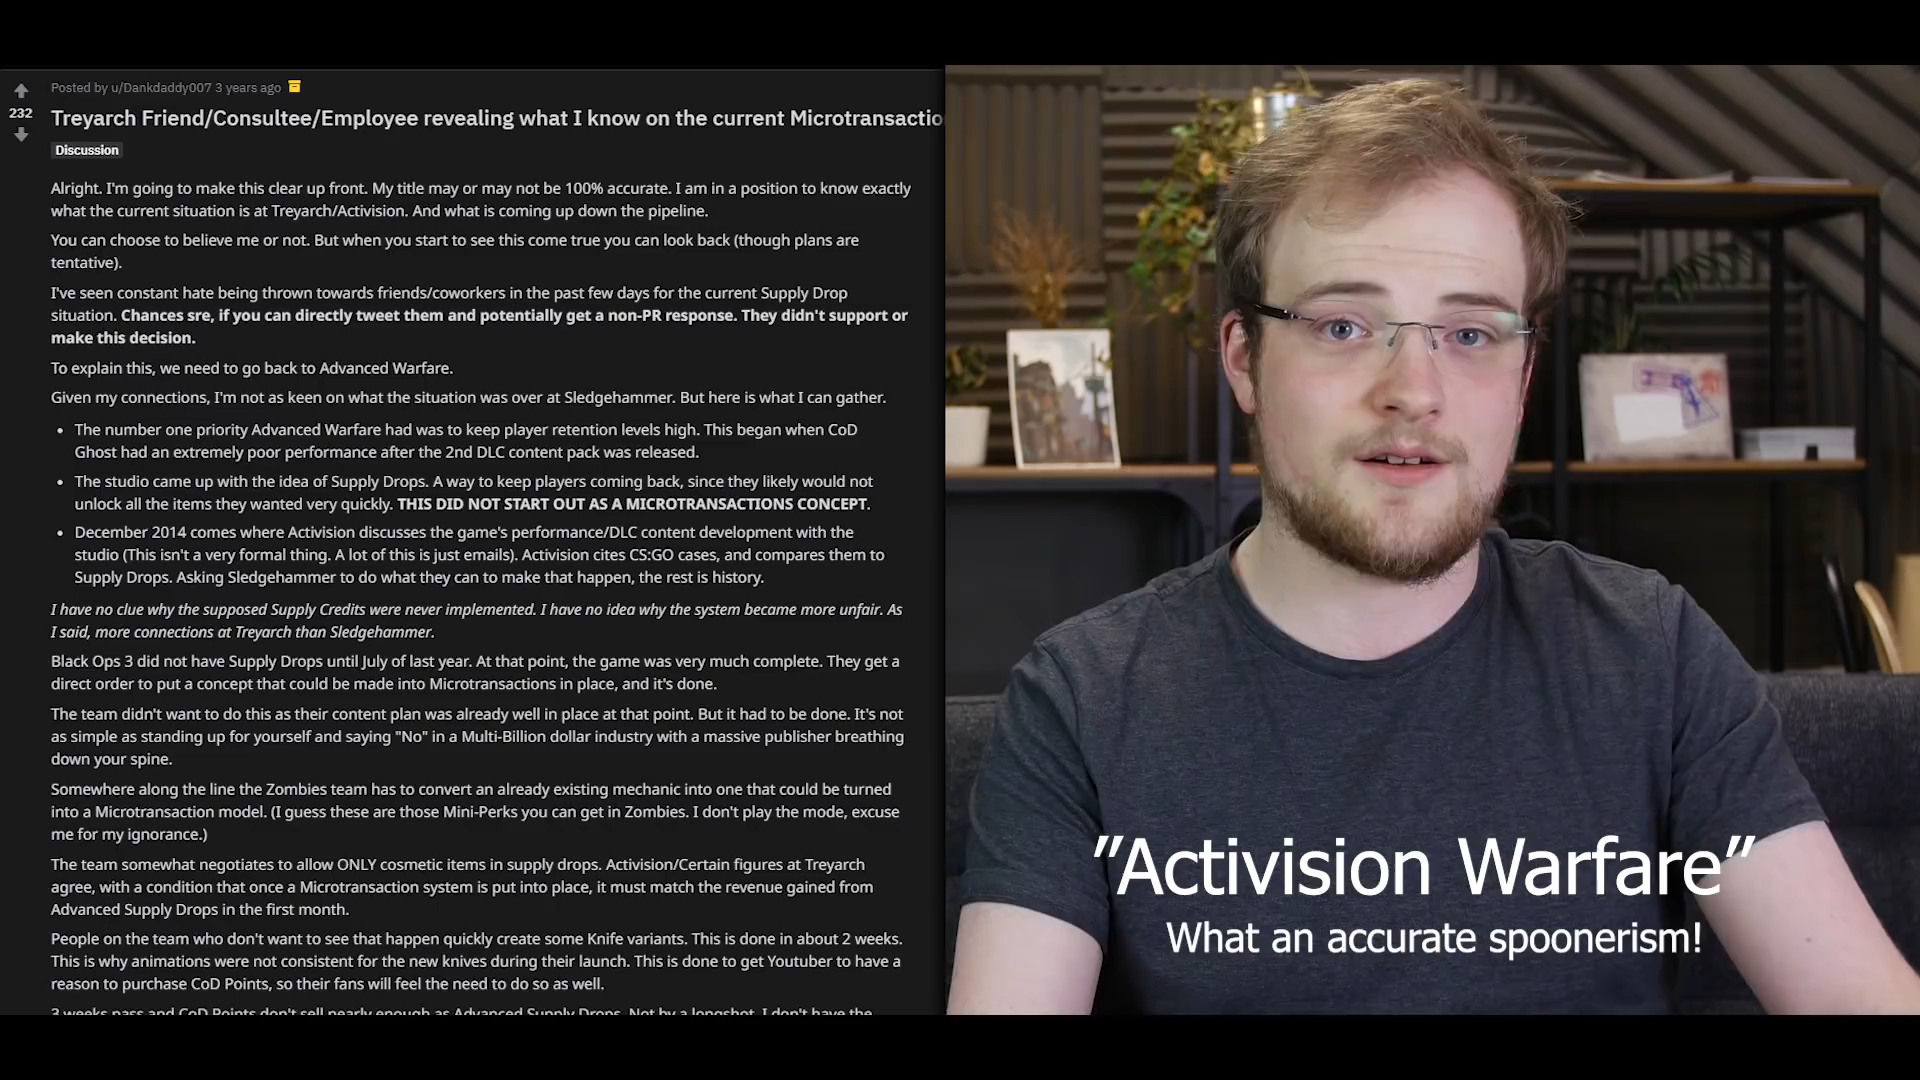 Posted by u/Dankdaddy007 3 years ago
232
Treyarch Friend/Consultee/Employee revealing what I know on the current Microtransactio
Discussion
Alright. I'm going to make this clear up front. My title may or may not be 100% accurate. I am in a position to know exactly
what the current situation is at Treyarch/Activision. And what is coming up down the pipeline.
You can choose to believe me or not. But when you start to see this come true you can look back (though plans are
tentative).
I've seen constant hate being thrown towards friends/coworkers in the past few days for the current Supply Drop
situation. Chances sre, if you can directly tweet them and potentially get a non-PR response. They didn't support or
make this decision.
To explain this, we need to go back to Advanced Warfare.
Given my connections, I'm not as keen on what the situation was over at Sledgehammer. But here is what I can gather.
• The number one priority Advanced Warfare had was to keep player retention levels high. This began when CoD
Ghost had an extremely poor performance after the 2nd DLC content pack was released.
• The studio came up with the idea of Supply Drops. A way to keep players coming back, since they likely would not
unlock all the items they wanted very quickly. THIS DID NOT START OUT AS A MICROTRANSACTIONS CONCEPT.
• December 2014 comes where Activision discusses the game's performance/DLC content development with the
studio (This isn't a very formal thing. A lot of this is just emails). Activision cites CS:GO cases, and compares them to
Supply Drops. Asking Sledgehammer to do what they can to make that happen, the rest is history.
I have no clue why the supposed Supply Credits were never implemented. I have no idea why the system became more unfair. As
I said, more connections at Treyarch than Sledgehammer.
Black Ops 3 did not have Supply Drops until July of last year. At that point, the game was very much complete. They get a
direct order to put a concept that could be made into Microtransactions in place, and it's done.
The team didn't want to do this as their content plan was already well in place at that point. But it had to be done. It's not
as simple as standing up for yourself and saying "No" in a Multi-Billion dollar industry with a massive publisher breathing
down your spine.
Somewhere along the line the Zombies team has to convert an already existing mechanic into one that could be turned
into a Microtransaction model. (I guess these are those Mini-Perks you can get in Zombies. I don't play the mode, excuse
me for my ignorance.)
The team somewhat negotiates to allow ONLY cosmetic items in supply drops. Activision/Certain figures at Treyarch
agree, with a condition that once a Microtransaction system is put into place, it must match the revenue gained from
Advanced Supply Drops in the first month.
People on the team who don't want to see that happen quickly create some Knife variants. This is done in about 2 weeks.
This is why animations were not consistent for the new knives during their launch. This is done to get Youtuber to have a
reason to purchase CoD Points, so their fans will feel the need to do so as well.
3 weeks pass and CoD Points don't sell nearly enough as Advanced Supply Drops. Not by a longshot. I don't have the
"Activision Warfare"
What an accurate spoonerism!